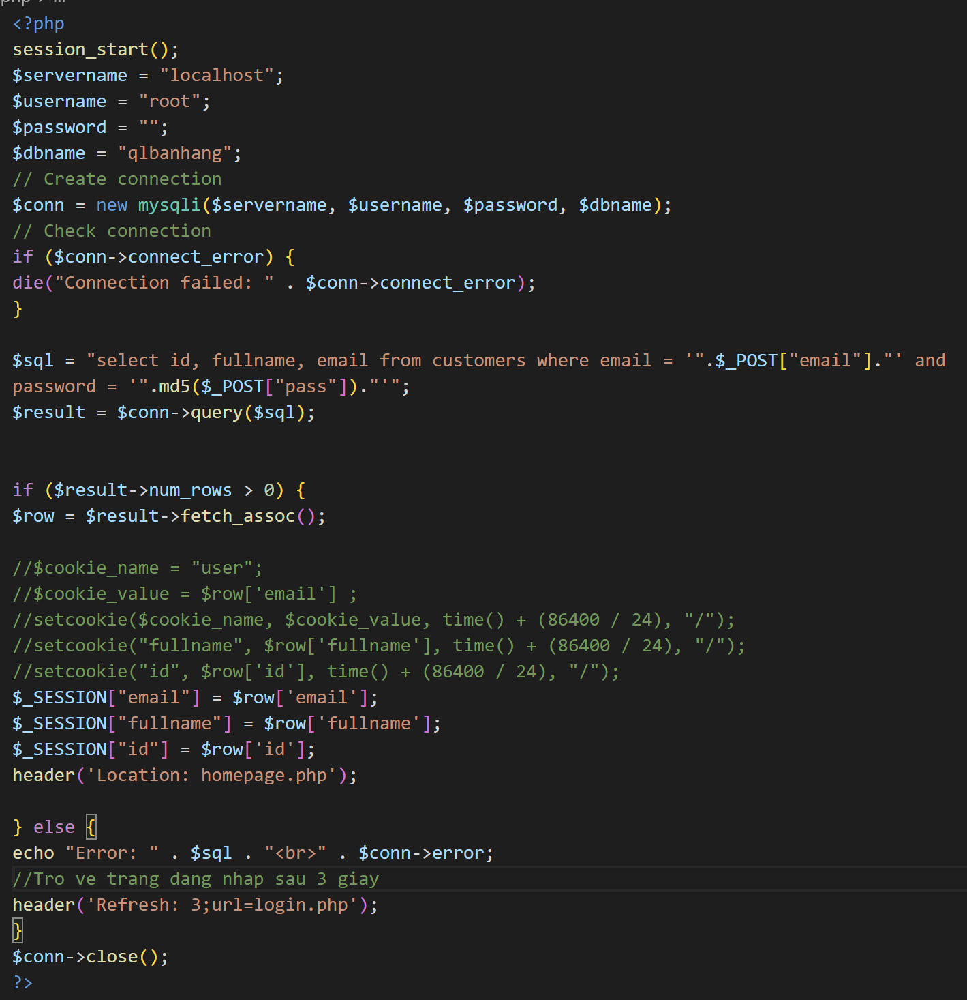 php > ...
<?php
session_start();
$servername = "localhost";
$username = "root";
$password = "";
$dbname = "qlbanhang";
// Create connection
$conn = new mysqli($servername, $username, $password, $dbname);
// Check connection
if ($conn->connect_error) {
die("Connection failed: " . $conn->connect_error);
}
$sql = "select id, fullname, email from customers where email = '".$_POST["email"]."' and
password = '".md5($_POST["pass"])."'";
$result = $conn->query($sql);
if ($result->num_rows > 0) {
$row = $result->fetch_assoc();
//$cookie_name = "user";
//$cookie_value = $row['email'] ;
//setcookie($cookie_name, $cookie_value, time() + (86400 / 24), "/");
//setcookie("fullname", $row['fullname'], time() + (86400 / 24), "/");
//setcookie("id", $row['id'], time() + (86400 / 24), "/");
$_SESSION["email"] = $row['email'];
$_SESSION["fullname"] = $row['fullname'];
$_SESSION["id"] = $row['id'];
header('Location: homepage.php');
} else {
echo "Error: " . $sql . "<br>" . $conn->error;
//Tro ve trang dang nhap sau 3 giay
header('Refresh: 3;url=login.php');
}
$conn->close();
?>